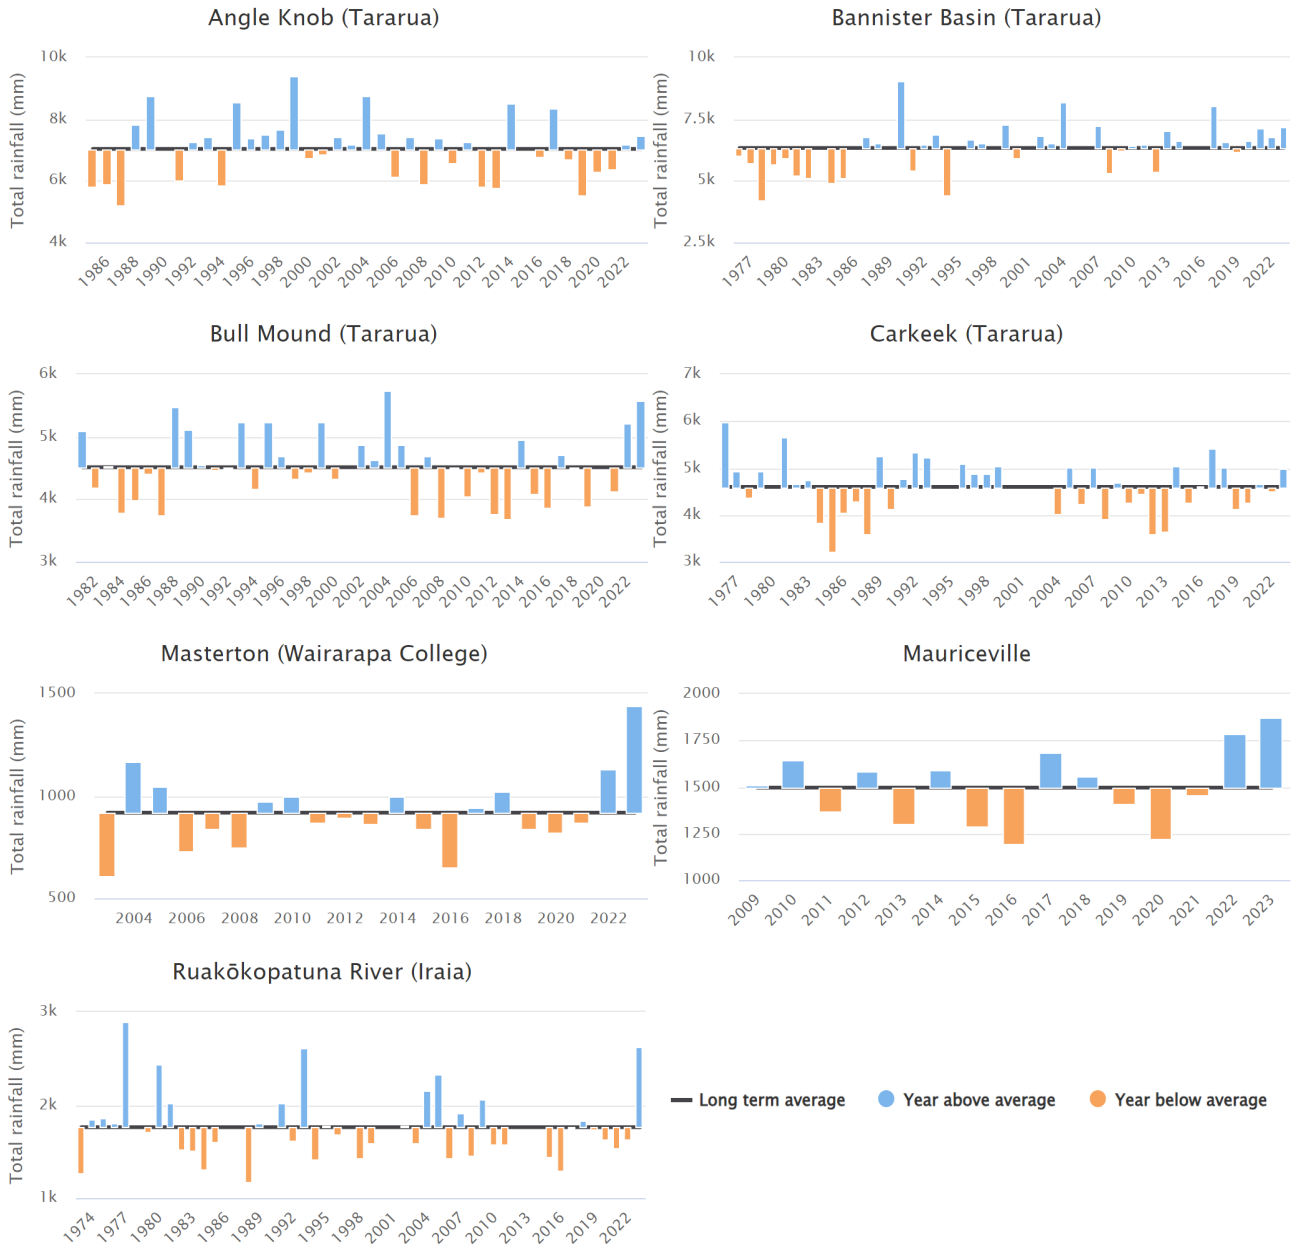 Angle Knob (Tararua)
Total rainfall (mm)
10k
8k
6k
4k
1986 1988 1990 1992 1994 1996 1998 2000 2002 2004 2006 2008 2010 2012 2014 2016 2018 2020 2022
Bannister Basin (Tararua)
Total rainfall (mm)
10k
7.5k
5k
2.5k
1977 1980 1983 1986 1989 1992 1995 1998 2001 2004 2007 2010 2013 2016 2019 2022
Bull Mound (Tararua)
Total rainfall (mm)
6k
5k
4k
3k
1982 1984 1986 1988 1990 1992 1994 1996 2000 2002 2004 2006 2008 2010 2012 2014 2016 2018 2020 2022
Carkeek (Tararua)
Total rainfall (mm)
7k
6k
5k
4k
3k
1977 1980 1983 1986 1989 1992 1995 1998 2001 2004 2007 2010 2013 2016 2019 2022
Masterton (Wairarapa College)
Total rainfall (mm)
1500
1000
500
2004 2006 2008 2010 2012 2014 2016 2018 2020 2022
Mauriceville
Total rainfall (mm)
2000
1750
1500
1250
1000
2009 2010 2011 2012 2013 2014 2015 2016 2017 2018 2019 2020 2021 2022 2023
Ruakōkopatuna River (Iraia)
Total rainfall (mm)
3k
2k
1k
1974 1977 1980 1983 1986 1989 1992 1995 1998 2001 2004 2007 2010 2013 2016 2019 2022
Long term average
Year above average
Year below average